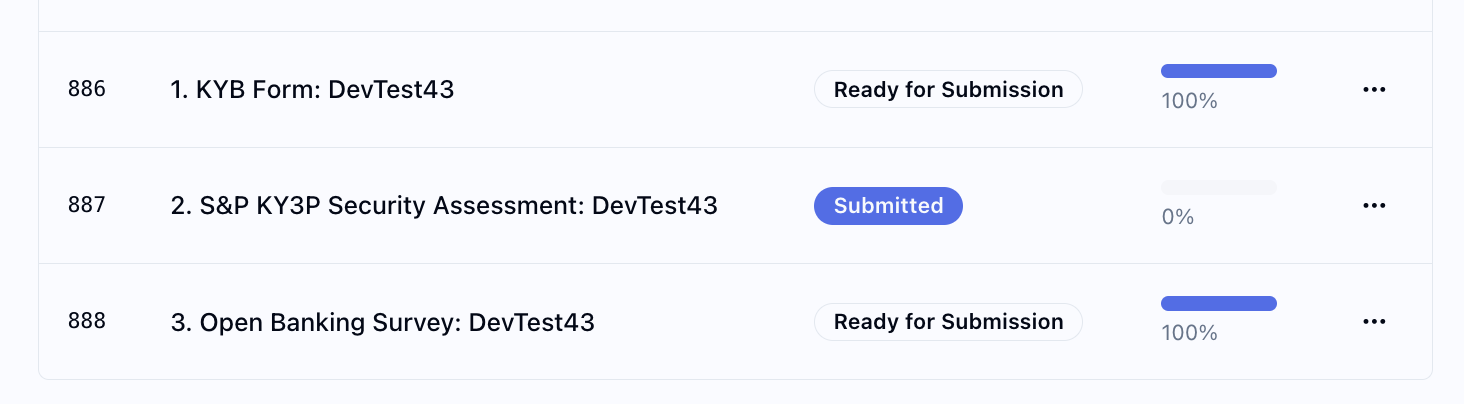 886 1. KYB Form: DevTest43 Ready for Submission 100% •••
887 2. S&P KY3P Security Assessment: DevTest43 Submitted 0% •••
888 3. Open Banking Survey: DevTest43 Ready for Submission 100% •••